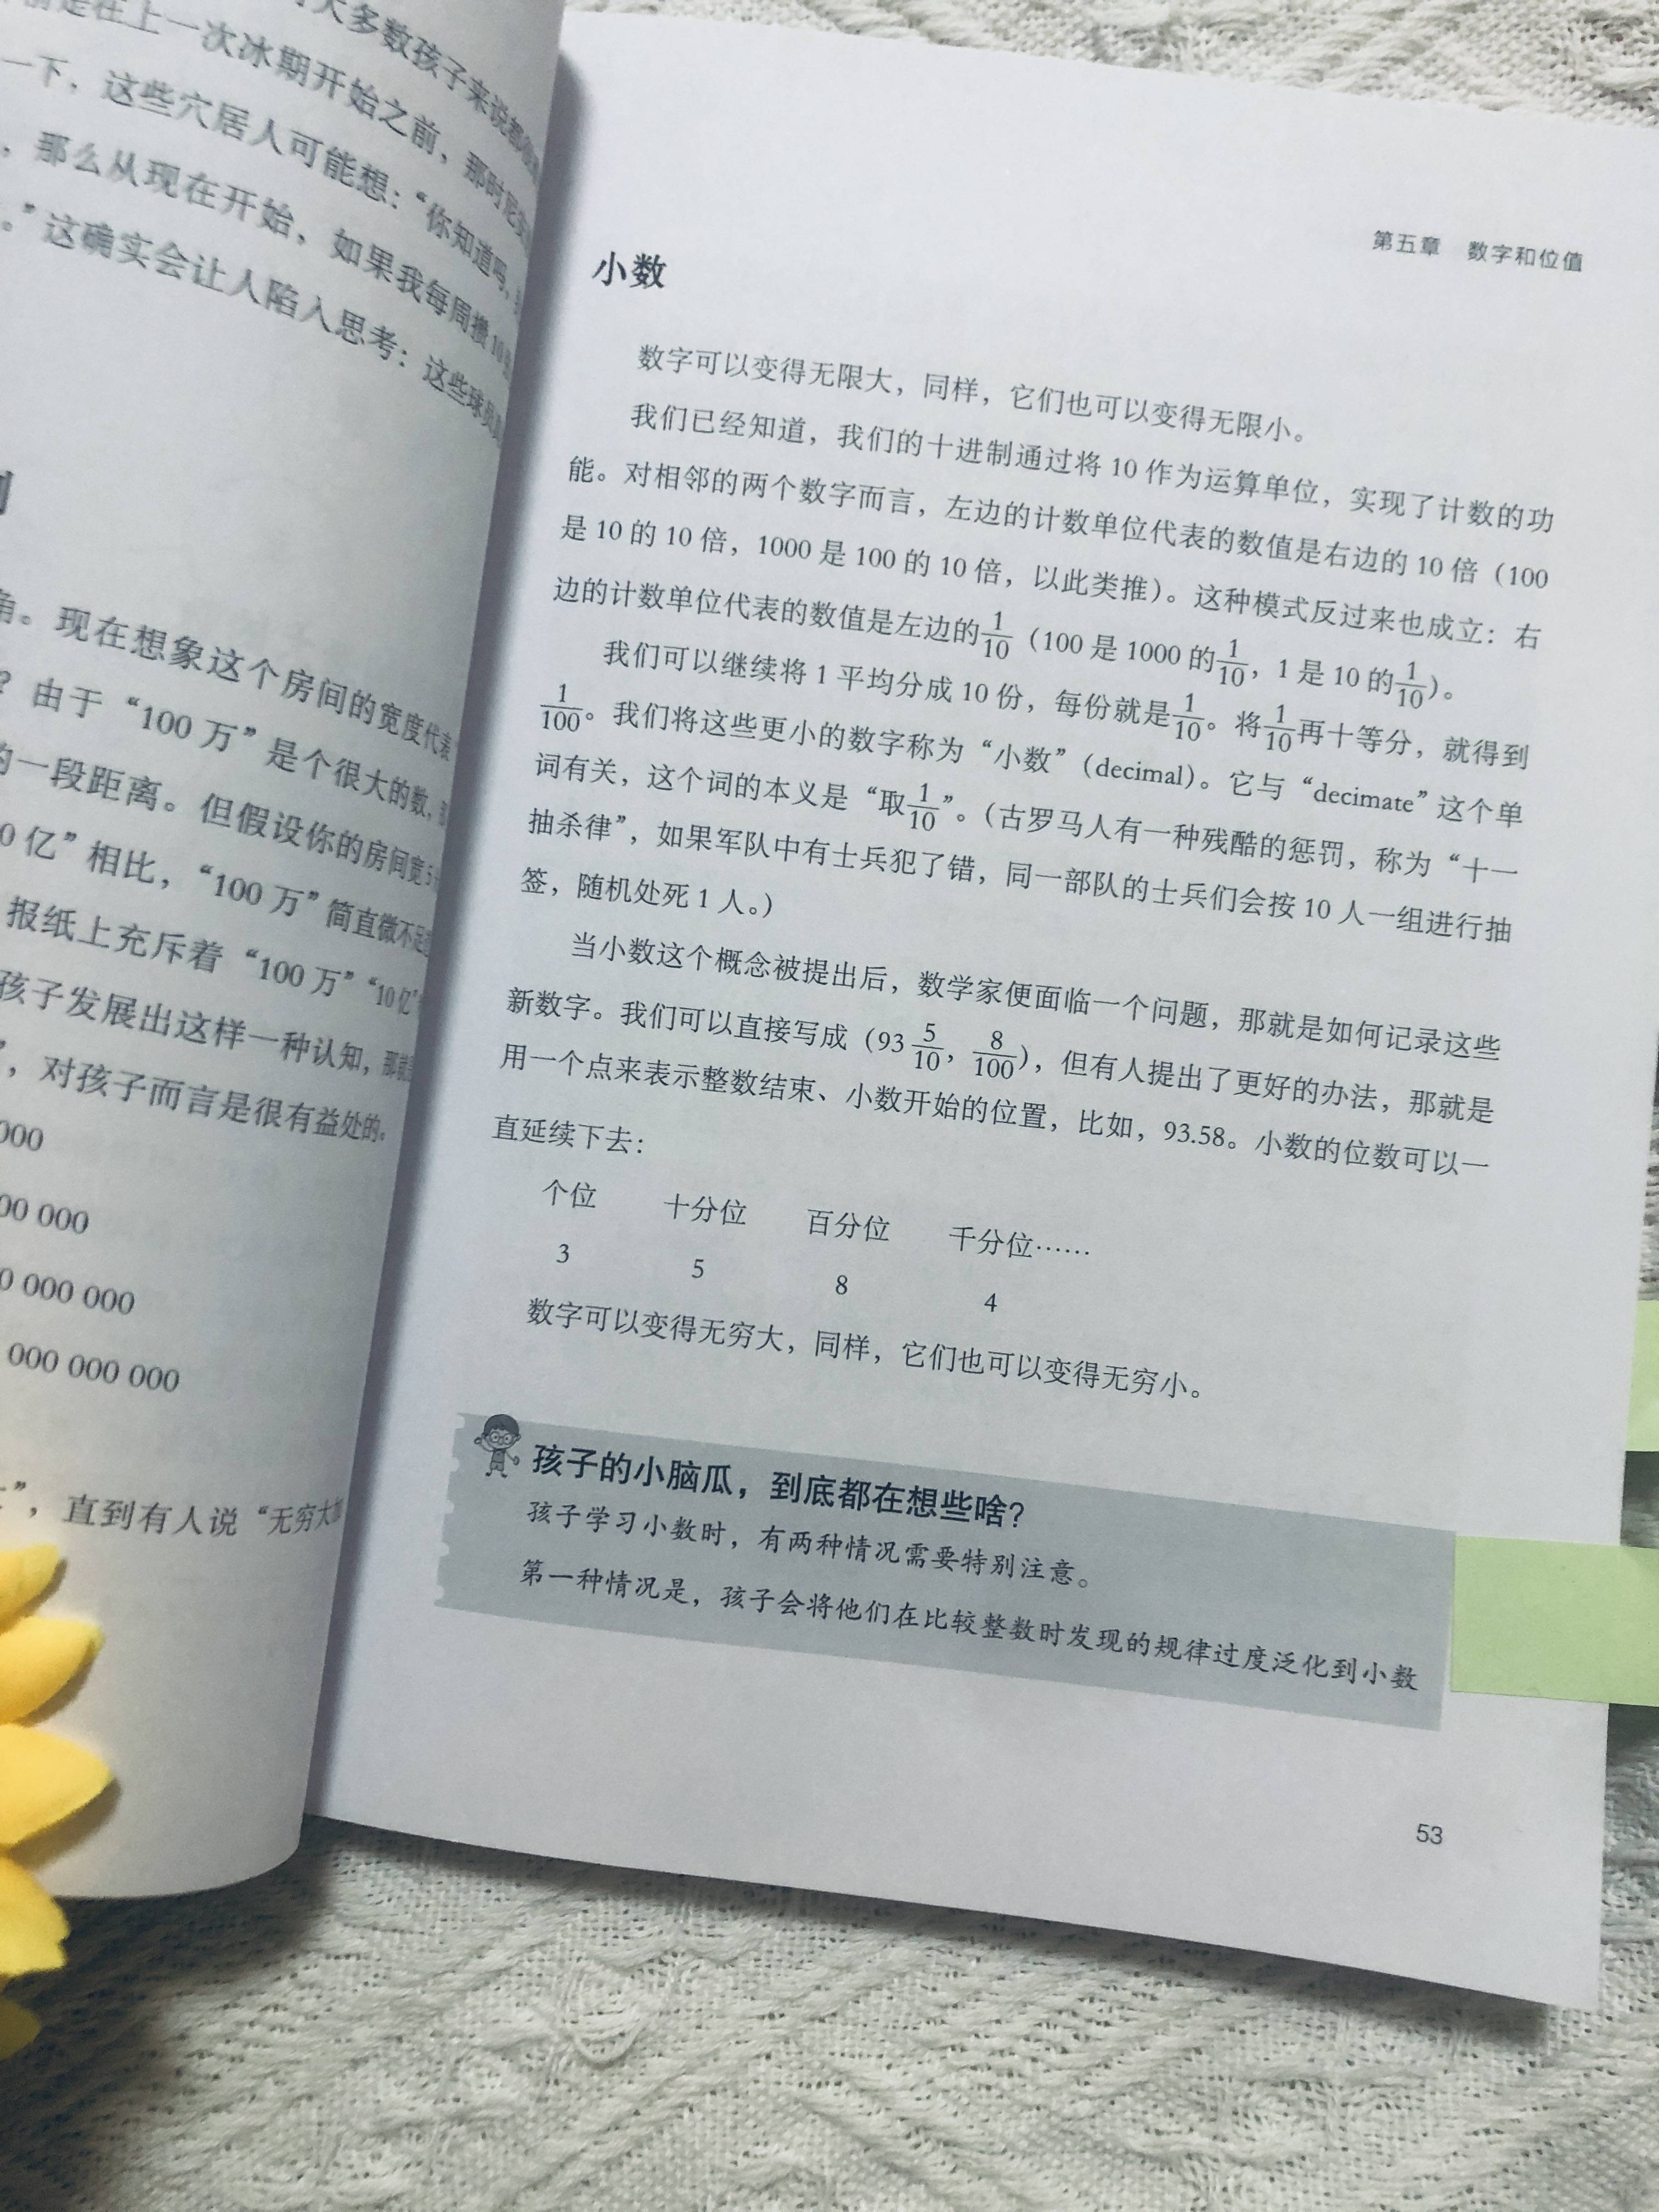 大多数孩子来说都
是在上一次冰期开始之前，那时尼
一下，这些穴居人可能想：“你知道吗，
，那么从现在开始，如果我每周攒10
。”这确实会让人陷入思考：这些球员
角。现在想象这个房间的宽度代表
？由于“100 万”是个很大的数，
的一段距离。但假设你的房间宽5
0 亿”相比，“100 万”简直微不足
报纸上充斥着“100 万”“10 亿”
孩子发展出这样一种认知，那就
”，对孩子而言是很有益处的。
000
00 000
0 000 000
000 000 000
”，直到有人说“无穷大
第五章 数字和位值
小数
数字可以变得无限大，同样，它们也可以变得无限小。
我们已经知道，我们的十进制通过将 10 作为运算单位，实现了计数的功
能。对相邻的两个数字而言，左边的计数单位代表的数值是右边的 10 倍（100
是 10 的 10 倍，1000 是 100 的 10 倍，以此类推）。这种模式反过来也成立：右
边的计数单位代表的数值是左边的1/10（100 是 1000 的1/10，1 是 10 的1/10）。
我们可以继续将 1 平均分成 10 份，每份就是1/10。将1/10再十等分，就得到
1/100。我们将这些更小的数字称为“小数”（decimal）。它与“decimate”这个单
词有关，这个词的本义是“取1/10”。（古罗马人有一种残酷的惩罚，称为“十一
抽杀律”，如果军队中有士兵犯了错，同一部队的士兵们会按 10 人一组进行抽
签，随机处死 1 人。）
当小数这个概念被提出后，数学家便面临一个问题，那就是如何记录这些
新数字。我们可以直接写成（93 5/10，8/100），但有人提出了更好的办法，那就是
用一个点来表示整数结束、小数开始的位置，比如，93.58。小数的位数可以一
直延续下去：
个位 十分位 百分位 千分位……
3 5 8 4
数字可以变得无穷大，同样，它们也可以变得无穷小。
孩子的小脑瓜，到底都在想些啥？
孩子学习小数时，有两种情况需要特别注意。
第一种情况是，孩子会将他们在比较整数时发现的规律过度泛化到小数
53